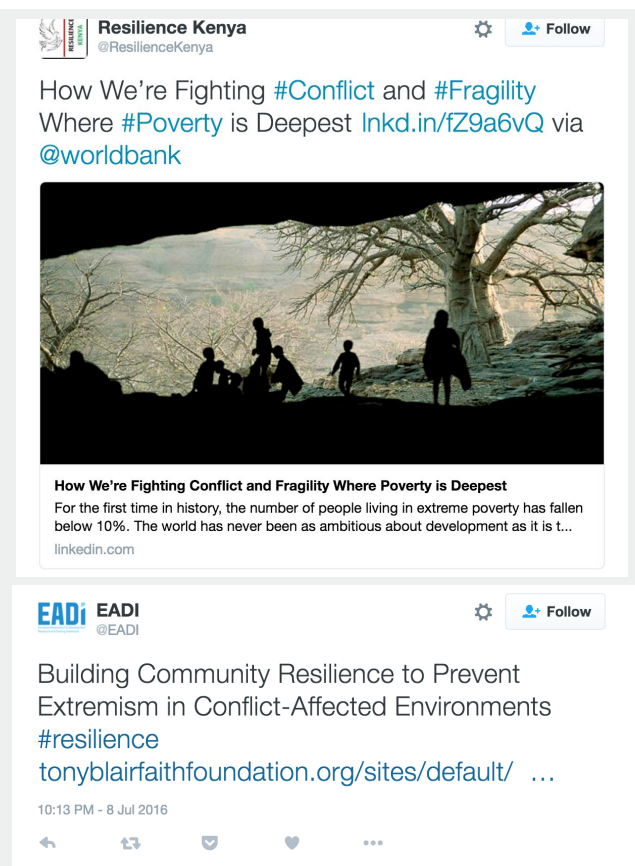 RESILIENCE
KENYA
Resilience Kenya
@ResilienceKenya
Follow
How We’re Fighting #Conflict and #Fragility
Where #Poverty is Deepest lnkd.in/fZ9a6vQ via
@worldbank
How We’re Fighting Conflict and Fragility Where Poverty is Deepest
For the first time in history, the number of people living in extreme poverty has fallen
below 10%. The world has never been as ambitious about development as it is t...
linkedin.com
EADi
EADI
@EADI
Follow
Building Community Resilience to Prevent
Extremism in Conflict-Affected Environments
#resilience
tonyblairfaithfoundation.org/sites/default/ …
10:13 PM - 8 Jul 2016